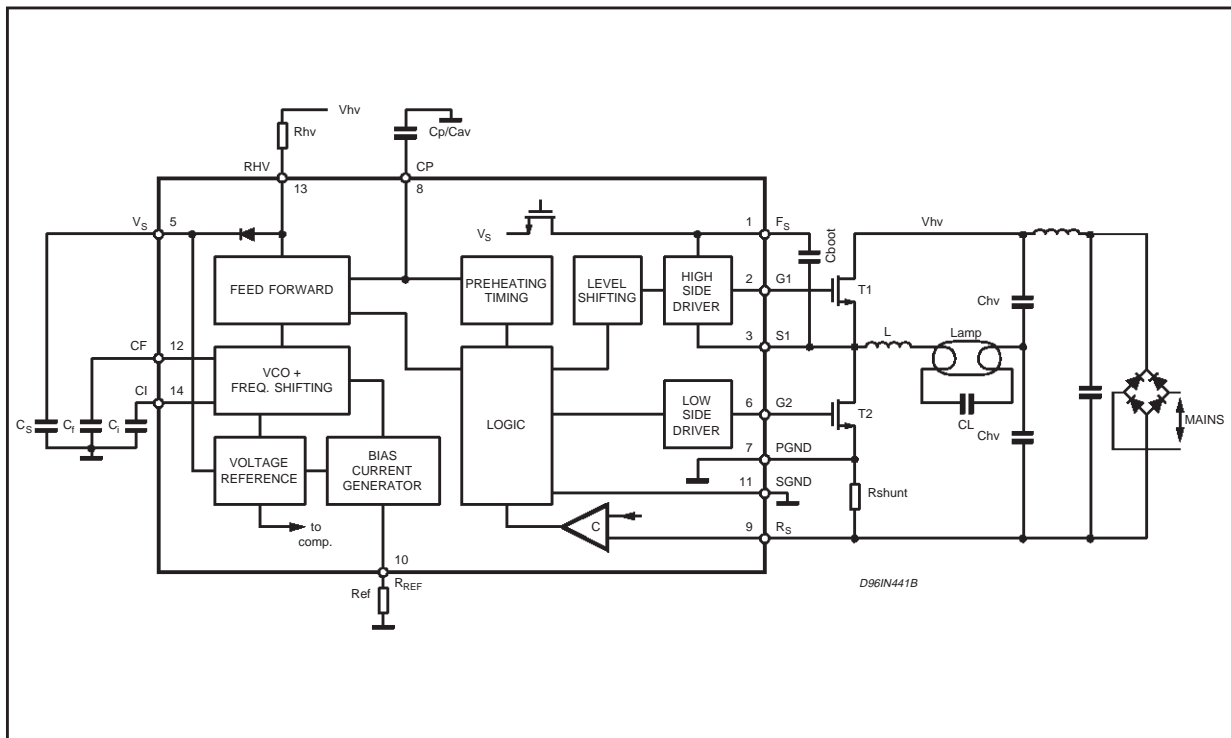 Vhv
Rhv
Cp/Cav
RHV
CP
13
8
VS
5
VS
1
FS
Cboot
Vhv
FEED FORWARD
PREHEATING
TIMING
LEVEL
SHIFTING
HIGH
SIDE
DRIVER
2
G1
T1
Chv
3
S1
L
Lamp
CF
12
VCO +
FREQ. SHIFTING
CI
14
LOGIC
LOW
SIDE
DRIVER
6
G2
T2
CL
Chv
MAINS
CS
Cf
Ci
VOLTAGE
REFERENCE
BIAS
CURRENT
GENERATOR
7
PGND
11
SGND
Rshunt
C
9
RS
to
comp.
10
RREF
Ref
D96IN441B